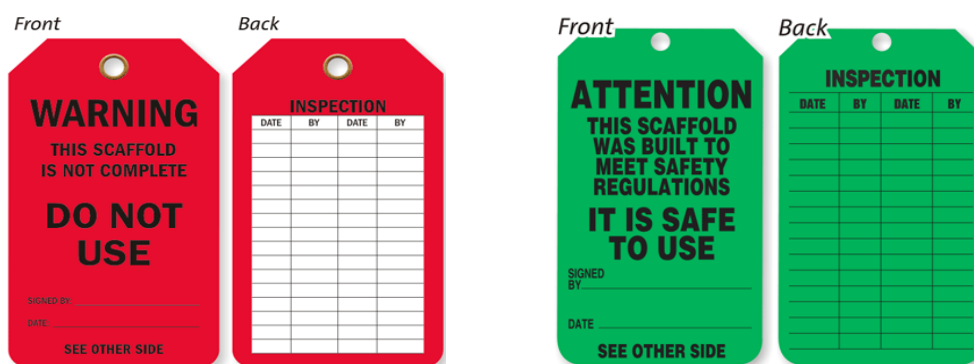 Front
WARNING
THIS SCAFFOLD
IS NOT COMPLETE
DO NOT
USE
SIGNED BY:
DATE:
SEE OTHER SIDE
Back
INSPECTION
DATE BY DATE BY
Front
ATTENTION
THIS SCAFFOLD
WAS BUILT TO
MEET SAFETY
REGULATIONS
IT IS SAFE
TO USE
SIGNED
BY
DATE
SEE OTHER SIDE
Back
INSPECTION
DATE BY DATE BY